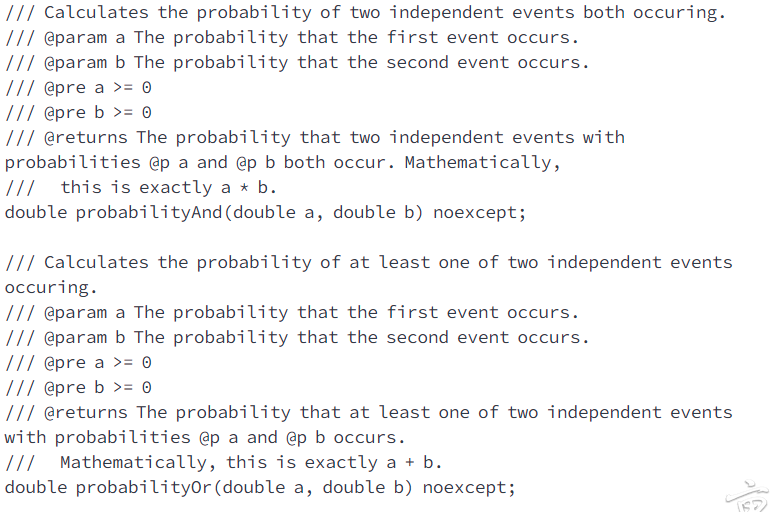 /// Calculates the probability of two independent events both occuring.
/// @param a The probability that the first event occurs.
/// @param b The probability that the second event occurs.
/// @pre a >= 0
/// @pre b >= 0
/// @returns The probability that two independent events with
probabilities @p a and @p b both occur. Mathematically,
///  this is exactly a * b.
double probabilityAnd(double a, double b) noexcept;

/// Calculates the probability of at least one of two independent events
occuring.
/// @param a The probability that the first event occurs.
/// @param b The probability that the second event occurs.
/// @pre a >= 0
/// @pre b >= 0
/// @returns The probability that at least one of two independent events
with probabilities @p a and @p b occurs.
///  Mathematically, this is exactly a + b.
double probabilityOr(double a, double b) noexcept;